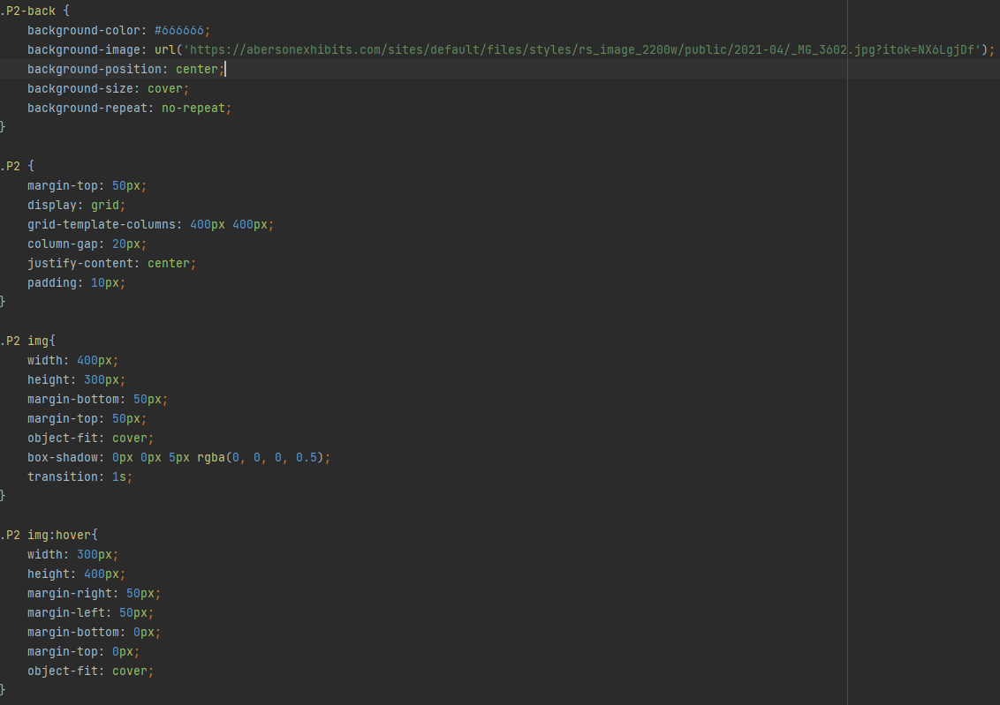 .P2-back {
    background-color: #666666;
    background-image: url('https://abersonexhibits.com/sites/default/files/styles/rs_image_2200w/public/2021-04/_MG_3602.jpg?itok=NX6LgjDf');
    background-position: center;
    background-size: cover;
    background-repeat: no-repeat;
}

.P2 {
    margin-top: 50px;
    display: grid;
    grid-template-columns: 400px 400px;
    column-gap: 20px;
    justify-content: center;
    padding: 10px;
}

.P2 img{
    width: 400px;
    height: 300px;
    margin-bottom: 50px;
    margin-top: 50px;
    object-fit: cover;
    box-shadow: 0px 0px 5px rgba(0, 0, 0, 0.5);
    transition: 1s;
}

.P2 img:hover{
    width: 300px;
    height: 400px;
    margin-right: 50px;
    margin-left: 50px;
    margin-bottom: 0px;
    margin-top: 0px;
    object-fit: cover;
}